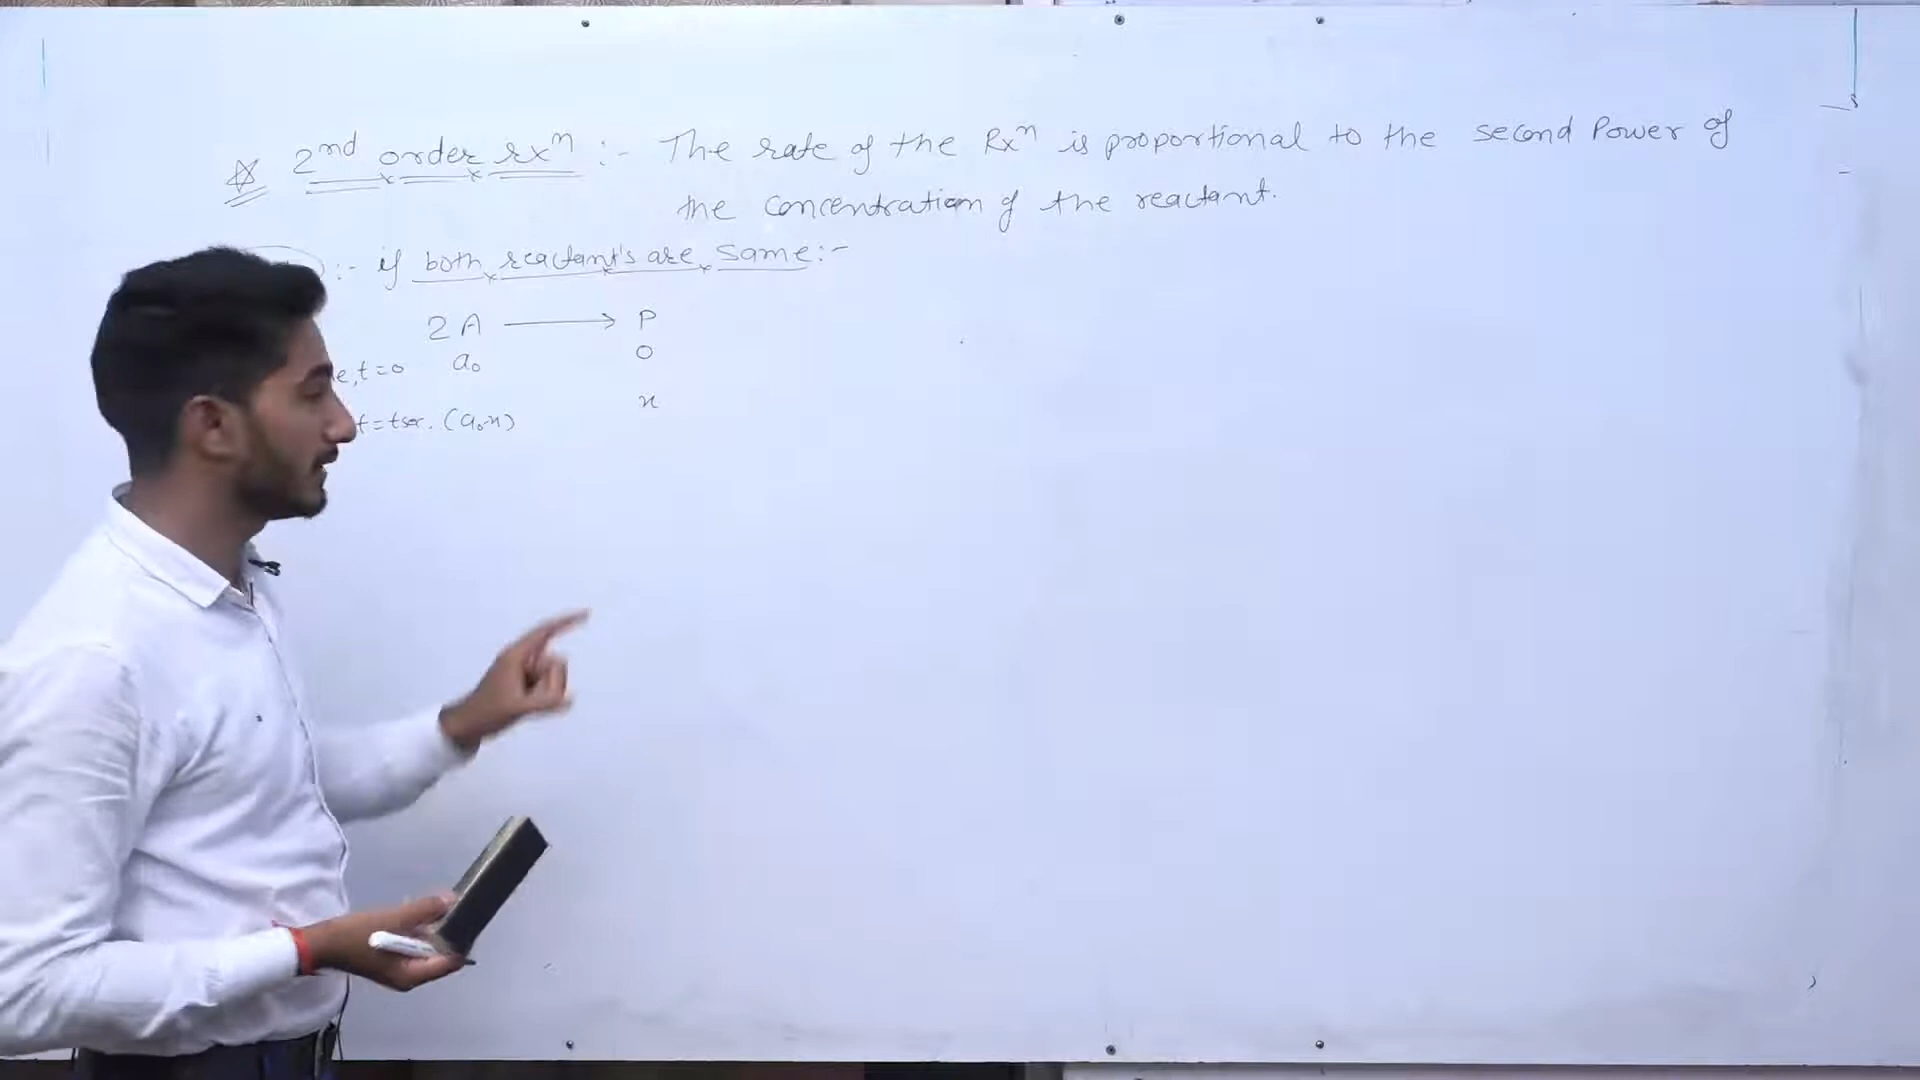 2nd order rxn :- The rate of the Rxn is proportional to the second Power of
the concentration of the reactant.
:- if both reactant's are same :-
2A ⟶ P
e, t=0 a₀ 0
t=tsec. (a₀-x) x